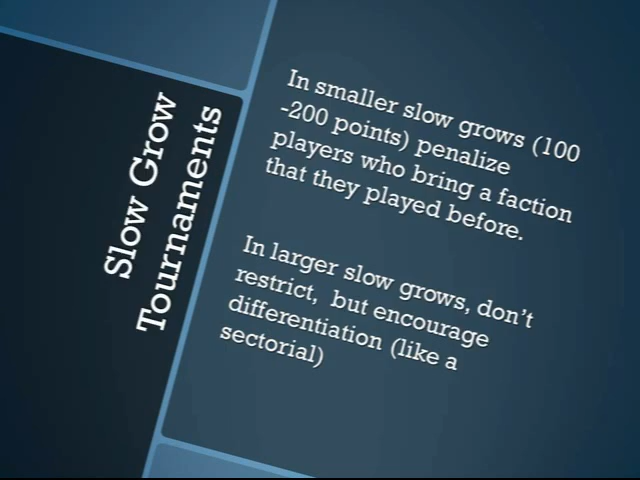 Slow Grow
Tournaments
In smaller slow grows (100
-200 points) penalize
players who bring a faction
that they played before.
In larger slow grows, don't
restrict,  but encourage
differentiation (like a
sectorial)